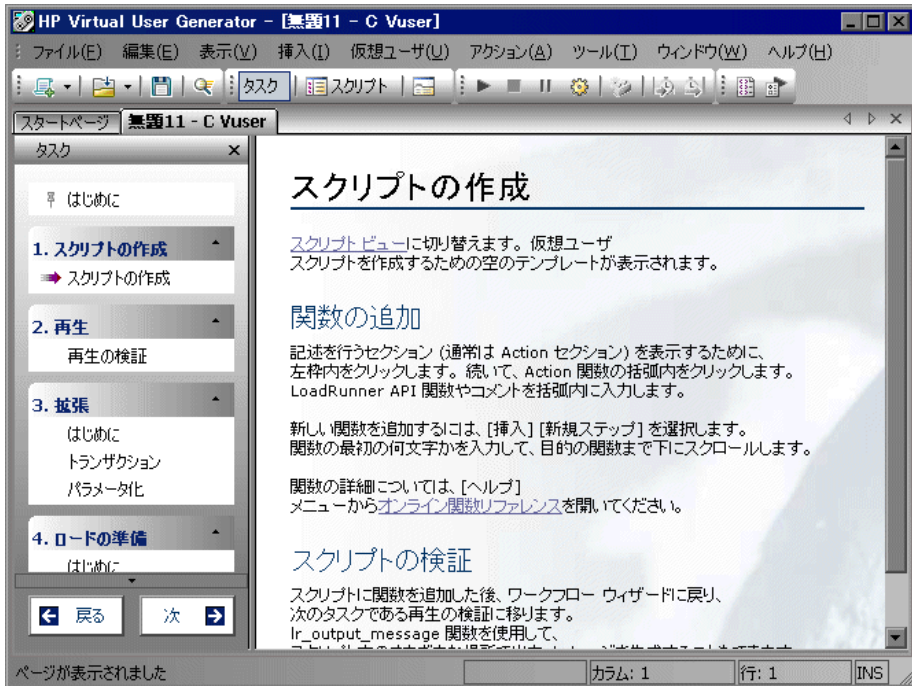 HP Virtual User Generator - [無題11 - C Vuser]
ファイル(F) 編集(E) 表示(V) 挿入(I) 仮想ユーザ(U) アクション(A) ツール(T) ウィンドウ(W) ヘルプ(H)
タスク スクリプト
スタートページ 無題11 - C Vuser
タスク
はじめに
1. スクリプトの作成
スクリプトの作成
2. 再生
再生の検証
3. 拡張
はじめに
トランザクション
パラメータ化
4. ロードの準備
はじめに
戻る 次
スクリプトの作成
スクリプト ビューに切り替えます。仮想ユーザ
スクリプトを作成するための空のテンプレートが表示されます。
関数の追加
記述を行うセクション (通常は Action セクション) を表示するために、
左枠内をクリックします。続いて、Action 関数の括弧内をクリックします。
LoadRunner API 関数やコメントを括弧内に入力します。
新しい関数を追加するには、[挿入] [新規ステップ] を選択します。
関数の最初の何文字かを入力して、目的の関数まで下にスクロールします。
関数の詳細については、[ヘルプ]
メニューからオンライン関数リファレンスを開いてください。
スクリプトの検証
スクリプトに関数を追加した後、ワークフロー ウィザードに戻り、
次のタスクである再生の検証に移ります。
lr_output_message 関数を使用して、
ページが表示されました カラム: 1 行: 1 INS